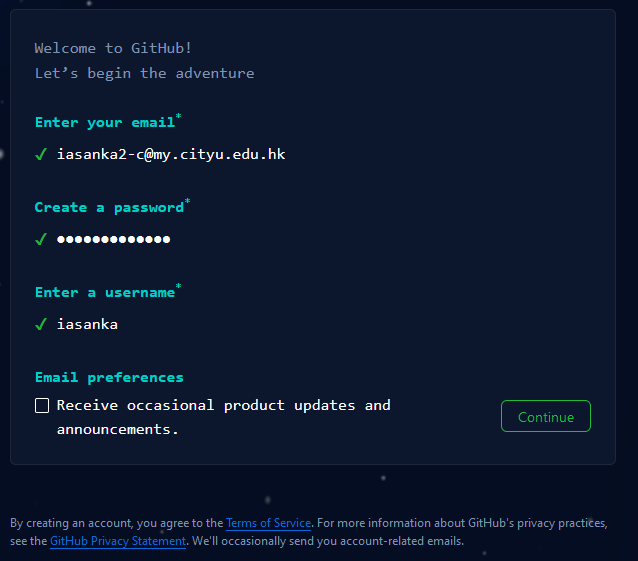 Welcome to GitHub!
Let’s begin the adventure
Enter your email*
✓ iasanka2-c@my.cityu.edu.hk
Create a password*
✓ ●●●●●●●●●●●●●
Enter a username*
✓ iasanka
Email preferences
Receive occasional product updates and
announcements.
Continue
By creating an account, you agree to the Terms of Service. For more information about GitHub's privacy practices,
see the GitHub Privacy Statement. We'll occasionally send you account-related emails.